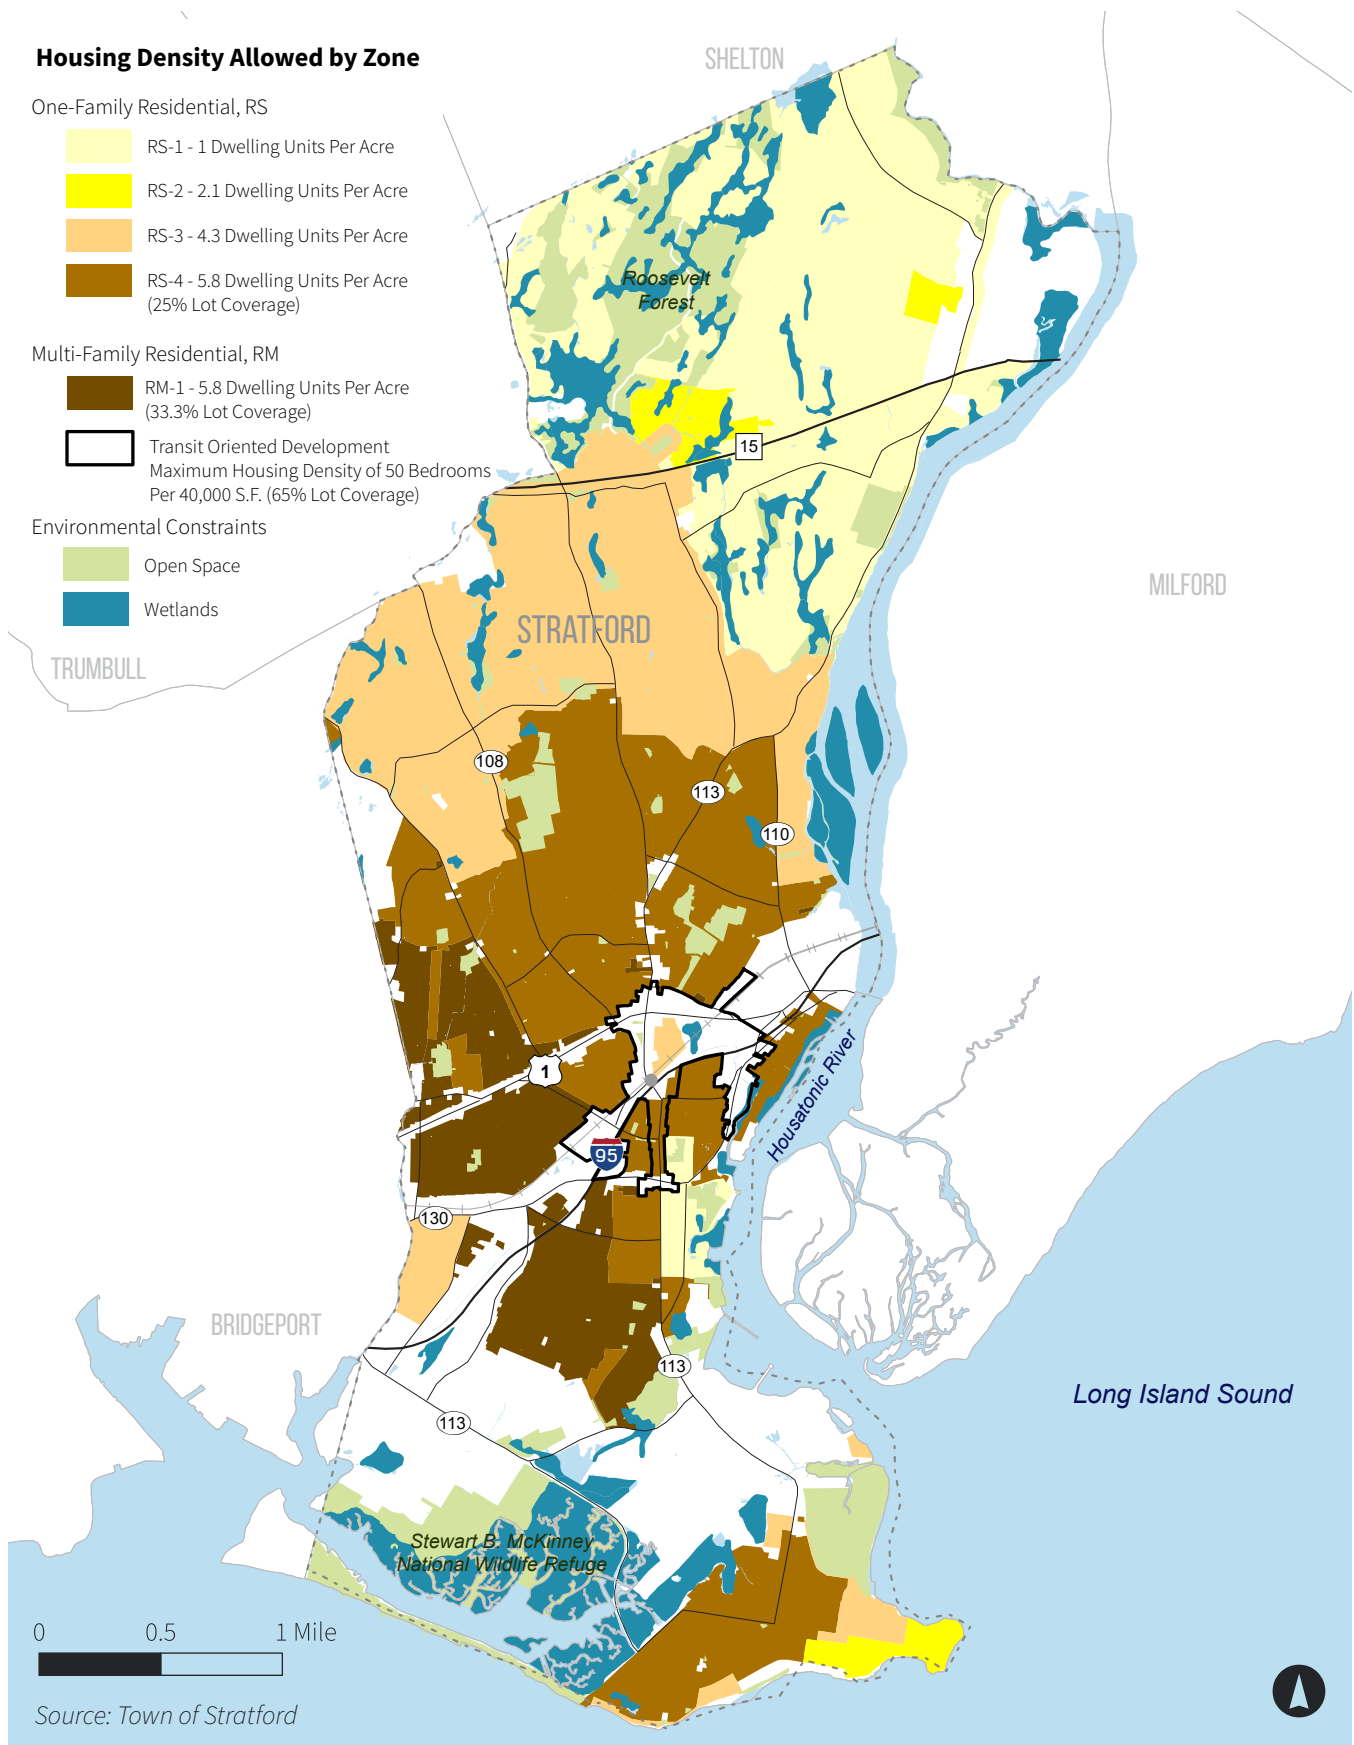 Housing Density Allowed by Zone
One-Family Residential, RS
RS-1 - 1 Dwelling Units Per Acre
RS-2 - 2.1 Dwelling Units Per Acre
RS-3 - 4.3 Dwelling Units Per Acre
RS-4 - 5.8 Dwelling Units Per Acre
(25% Lot Coverage)
Multi-Family Residential, RM
RM-1 - 5.8 Dwelling Units Per Acre
(33.3% Lot Coverage)
Transit Oriented Development
Maximum Housing Density of 50 Bedrooms
Per 40,000 S.F. (65% Lot Coverage)
Environmental Constraints
Open Space
Wetlands
SHELTON
Roosevelt
Forest
15
MILFORD
STRATFORD
TRUMBULL
108
113
110
1
Housatonic River
95
130
BRIDGEPORT
113
Long Island Sound
113
Stewart B. McKinney
National Wildlife Refuge
0 0.5 1 Mile
Source: Town of Stratford